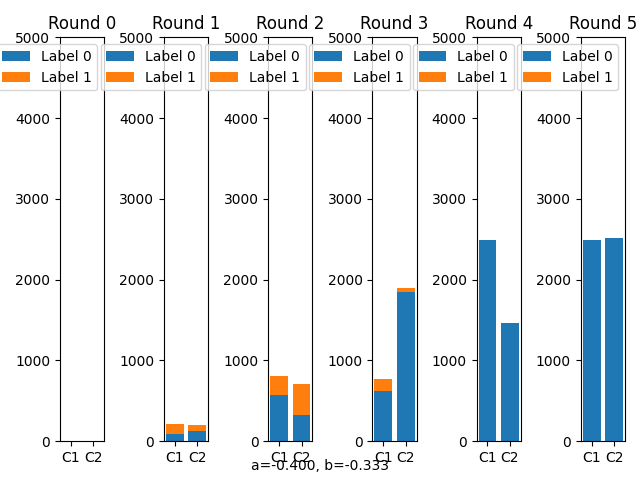 Round 0 Round 1 Round 2 Round 3 Round 4 Round 5
5000 5000 5000 5000 5000 5000
Label 0 Label 0 Label 0 Label 0 Label 0 Label 0
Label 1 Label 1 Label 1 Label 1 Label 1 Label 1
4000 4000 4000 4000 4000 4000
3000 3000 3000 3000 3000 3000
2000 2000 2000 2000 2000 2000
1000 1000 1000 1000 1000 1000
0 0 0 0 0 0
C1 C2 C1 C2 C1 C2 C1 C2 C1 C2 C1 C2
a=-0.400, b=-0.333